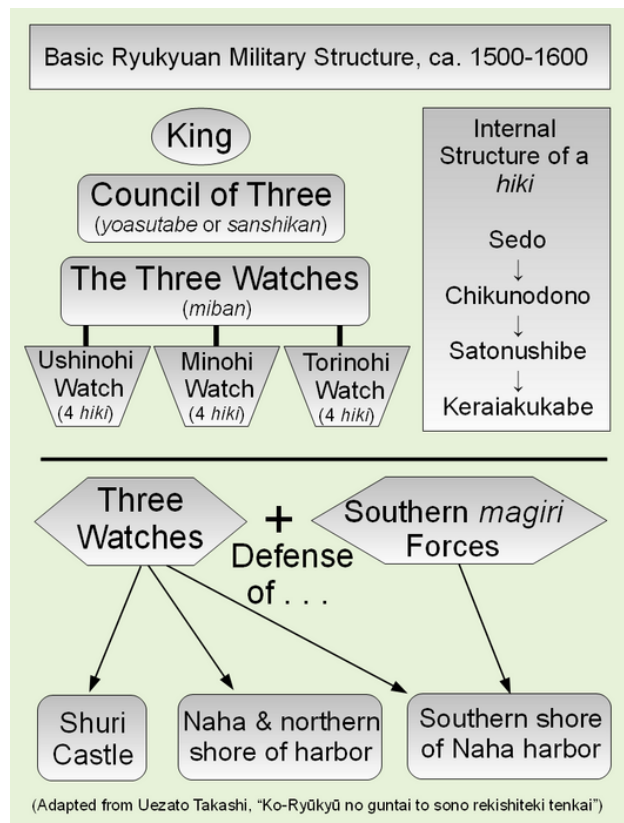 Basic Ryukyuan Military Structure, ca. 1500-1600
King
Council of Three
(yoasutabe or sanshikan)
The Three Watches
(miban)
Ushinohi
Watch
(4 hiki)
Minohi
Watch
(4 hiki)
Torinohi
Watch
(4 hiki)
Internal
Structure of a
hiki
Sedo
↓
Chikunodono
↓
Satonushibe
↓
Keraiakukabe
Three
Watches
+
Defense
of . . .
Southern magiri
Forces
Shuri
Castle
Naha & northern
shore of harbor
Southern shore
of Naha harbor
(Adapted from Uezato Takashi, “Ko-Ryūkyū no guntai to sono rekishiteki tenkai”)